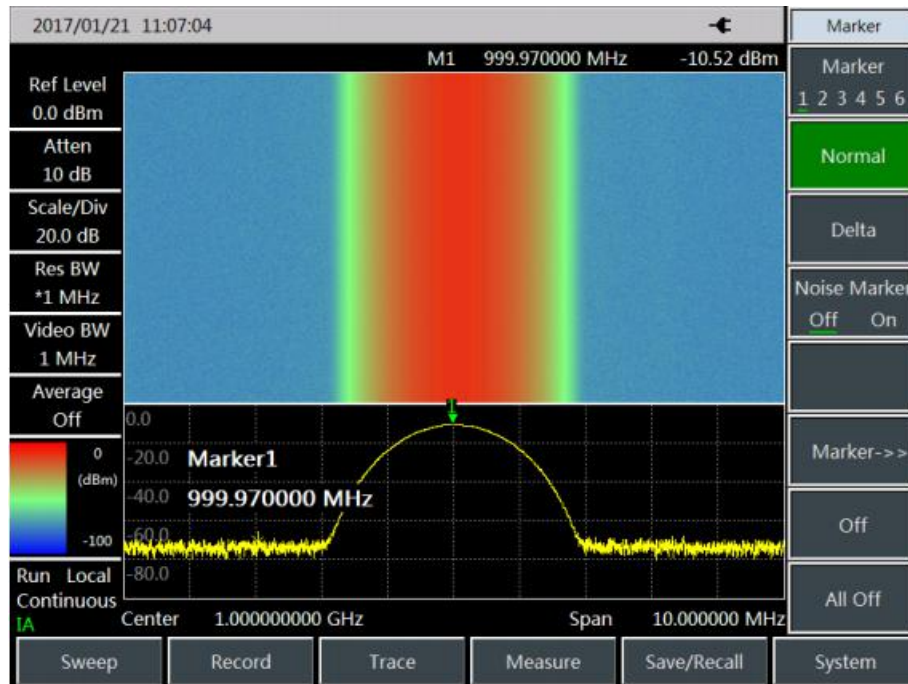 2017/01/21 11:07:04
M1 999.970000 MHz -10.52 dBm
Ref Level
0.0 dBm
Atten
10 dB
Scale/Div
20.0 dB
Res BW
*1 MHz
Video BW
1 MHz
Average
Off
0
(dBm)
-100
Run Local
Continuous
IA
1
0.0
-20.0
-40.0
-60.0
-80.0
Marker1
999.970000 MHz
Center 1.000000000 GHz Span 10.000000 MHz
Marker
Marker
1 2 3 4 5 6
Normal
Delta
Noise Marker
Off On
Marker->>
Off
All Off
Sweep Record Trace Measure Save/Recall System